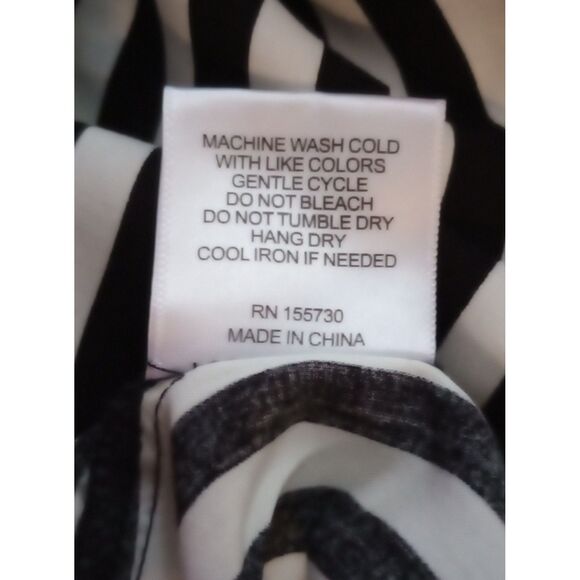 MACHINE WASH COLD
WITH LIKE COLORS
GENTLE CYCLE
DO NOT BLEACH
DO NOT TUMBLE DRY
HANG DRY
COOL IRON IF NEEDED
RN 155730
MADE IN CHINA